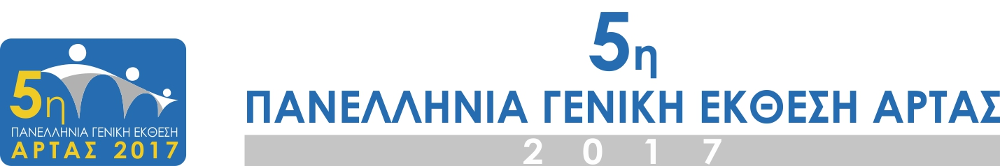 5η
ΠΑΝΕΛΛΗΝΙΑ ΓΕΝΙΚΗ ΕΚΘΕΣΗ
ΑΡΤΑΣ 2017
5η
ΠΑΝΕΛΛΗΝΙΑ ΓΕΝΙΚΗ ΕΚΘΕΣΗ ΑΡΤΑΣ
2017